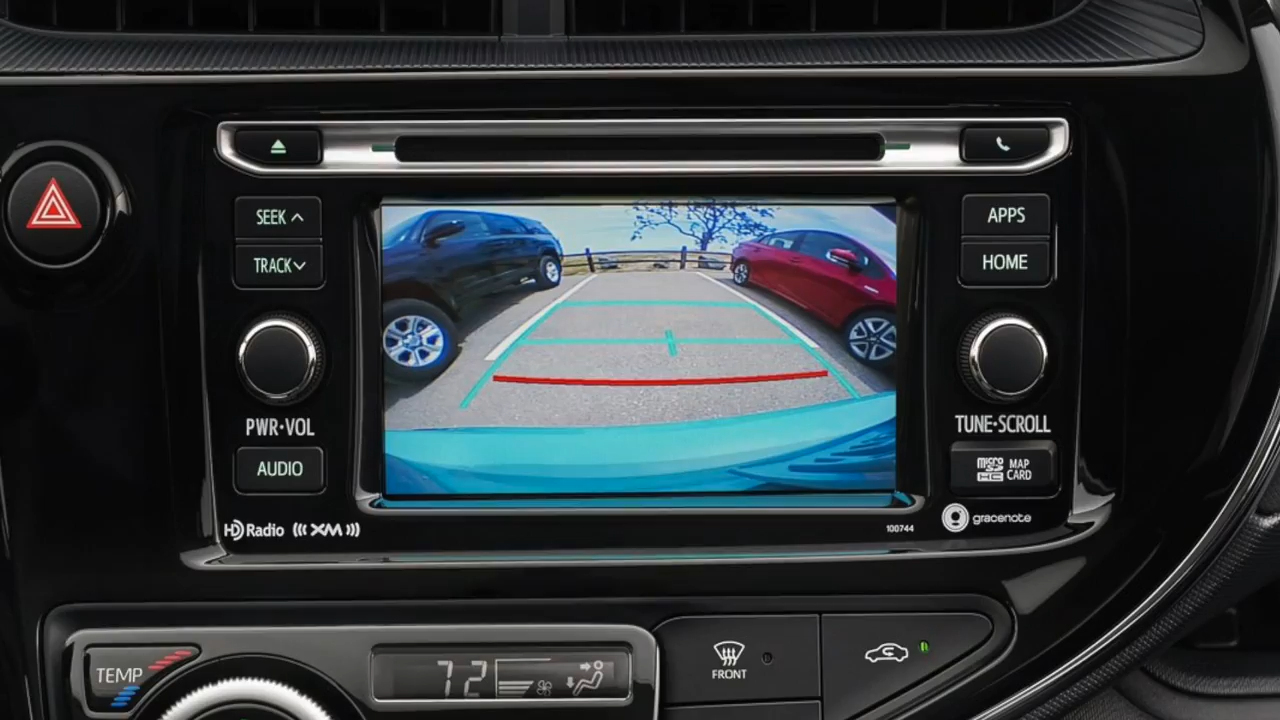 SEEK
TRACK
PWR·VOL
AUDIO
HD Radio
((( XM )))
APPS
HOME
TUNE·SCROLL
micro
SD
HC
MAP
CARD
100744
gracenote
TEMP
72
FRONT